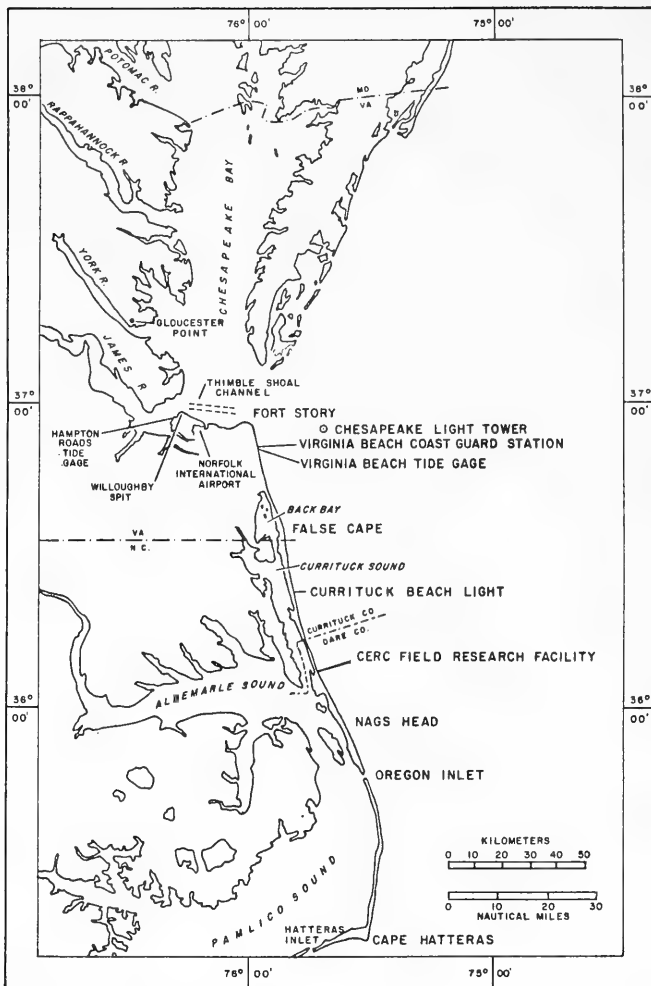 76° 00'
75° 00'
38°
00'
38°
00'
POTOMAC R.
MD
VA
RAPPAHANNOCK R.
CHESAPEAKE BAY
YORK R.
GLOUCESTER
POINT
JAMES R.
37°
00'
37°
00'
THIMBLE SHOAL
CHANNEL
FORT STORY
CHESAPEAKE LIGHT TOWER
HAMPTON
ROADS
TIDE
GAGE
VIRGINIA BEACH COAST GUARD STATION
NORFOLK
INTERNATIONAL
AIRPORT
VIRGINIA BEACH TIDE GAGE
WILLOUGHBY
SPIT
BACK BAY
FALSE CAPE
VA
N C.
CURRITUCK SOUND
CURRITUCK BEACH LIGHT
CURRITUCK CO
DARE CO.
CERC FIELD RESEARCH FACILITY
ALBEMARLE SOUND
36°
00'
36°
00'
NAGS HEAD
OREGON INLET
KILOMETERS
0 10 20 30 40 50
0 10 20 30
NAUTICAL MILES
PAMLICO SOUND
HATTERAS
INLET
CAPE HATTERAS
76° 00'
75° 00'